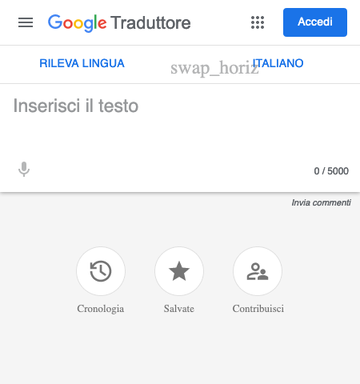 Google Traduttore
Accedi
RILEVA LINGUA
swap_horiz
ITALIANO
Inserisci il testo
0 / 5000
Invia commenti
Cronologia
Salvate
Contribuisci